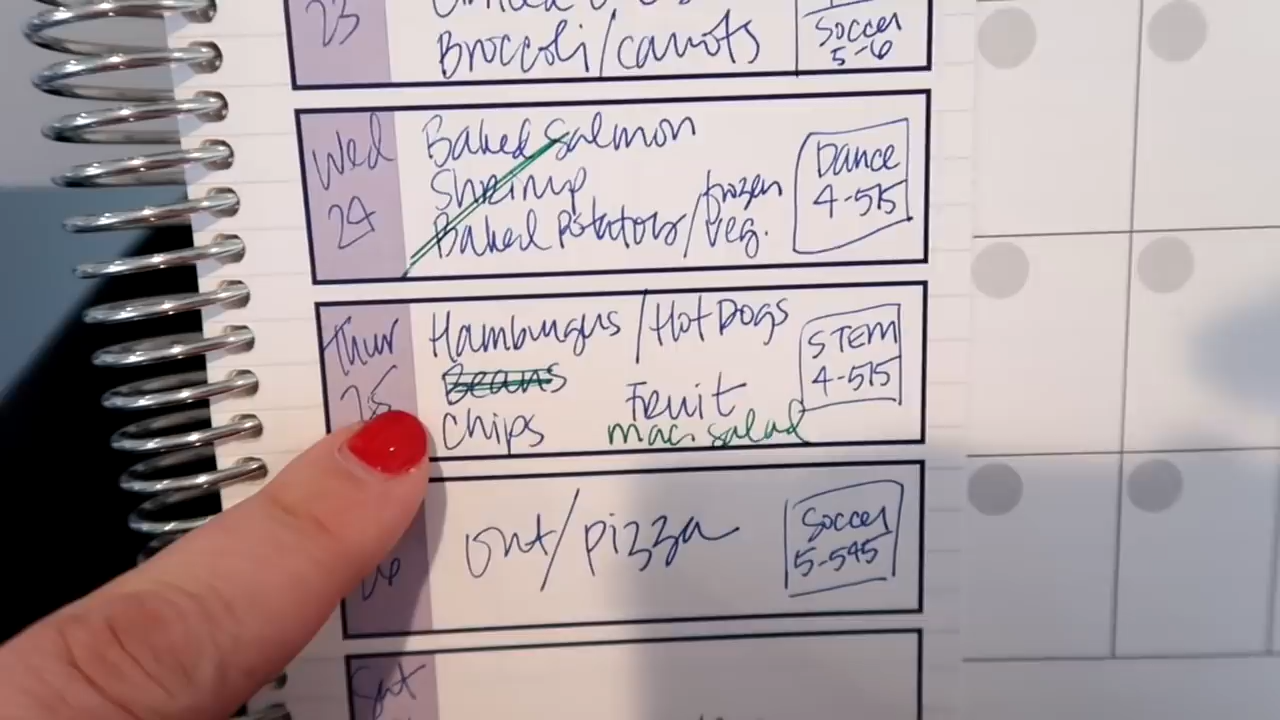 23
Broccoli/carrots
Soccer
5-6
Wed
24
Baked Salmon
Shrimp
Baked Potatoes/frozen veg.
Dance
4-515
Thur
25
Hamburgers/Hot Dogs
Beans
Chips
Fruit
mac. salad
STEM
4-515
out/pizza
Soccer
5-545
Sat